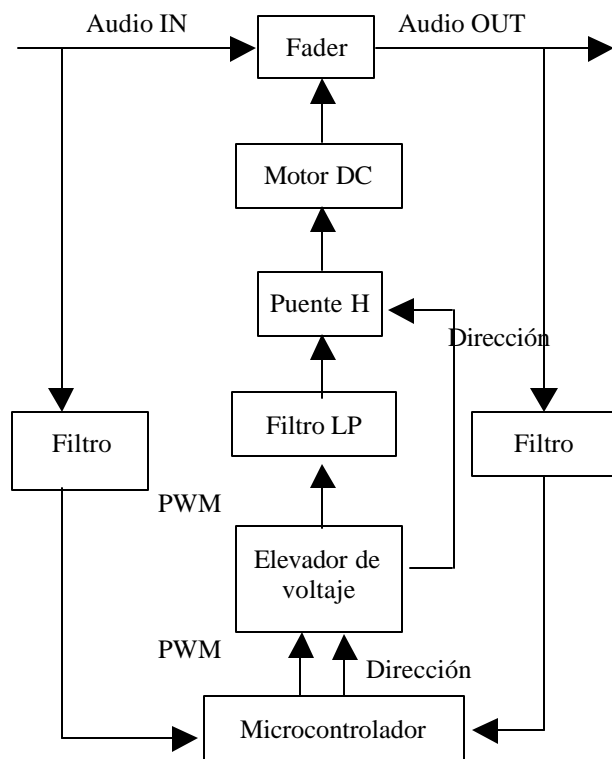 Audio IN
Audio OUT
Fader
Motor DC
Puente H
Dirección
Filtro
Filtro LP
Filtro
PWM
Elevador de
voltaje
PWM
Dirección
Microcontrolador